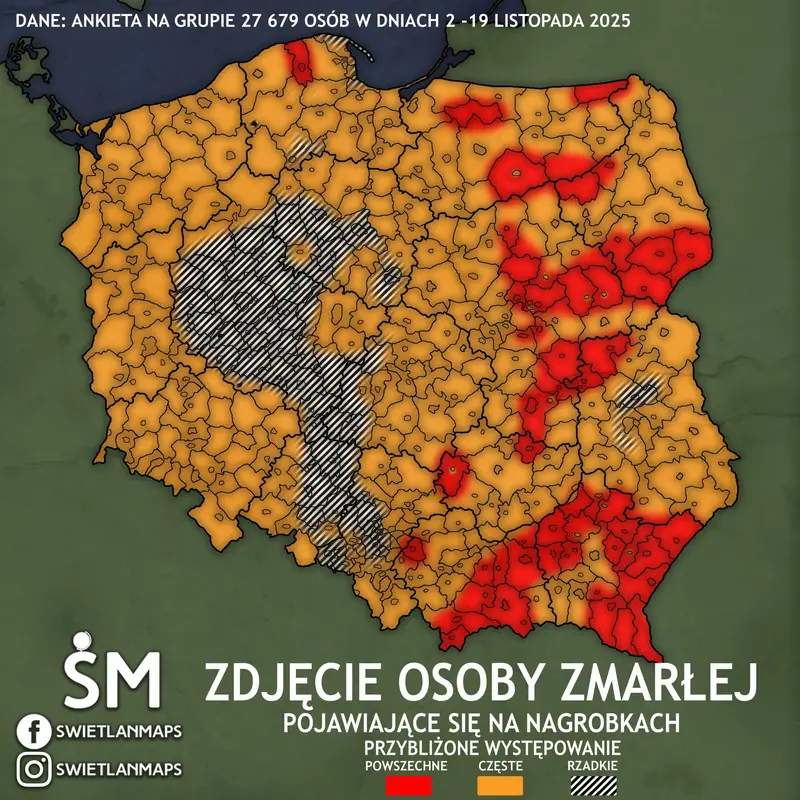 DANE: ANKIETA NA GRUPIE 27 679 OSÓB W DNIACH 2 -19 LISTOPADA 2025
ŚM
SWIETLANMAPS
SWIETLANMAPS
ZDJĘCIE OSOBY ZMARŁEJ
POJAWIAJĄCE SIĘ NA NAGROBKACH
PRZYBLIŻONE WYSTĘPOWANIE
POWSZECHNE CZĘSTE RZADKIE